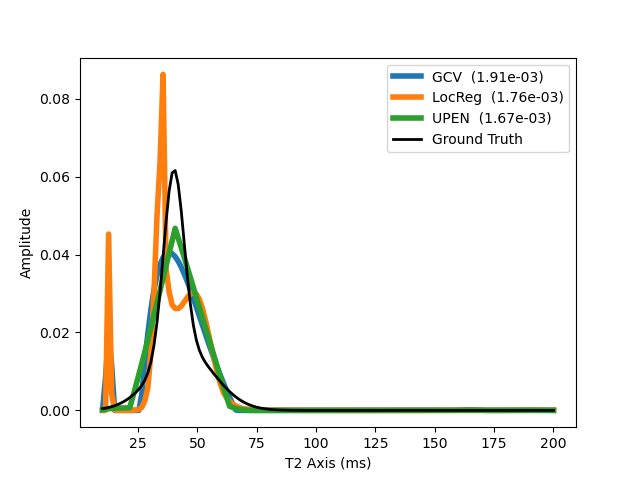 GCV (1.91e-03)
LocReg (1.76e-03)
UPEN (1.67e-03)
Ground Truth
Amplitude
0.08
0.06
0.04
0.02
0.00
25 50 75 100 125 150 175 200
T2 Axis (ms)